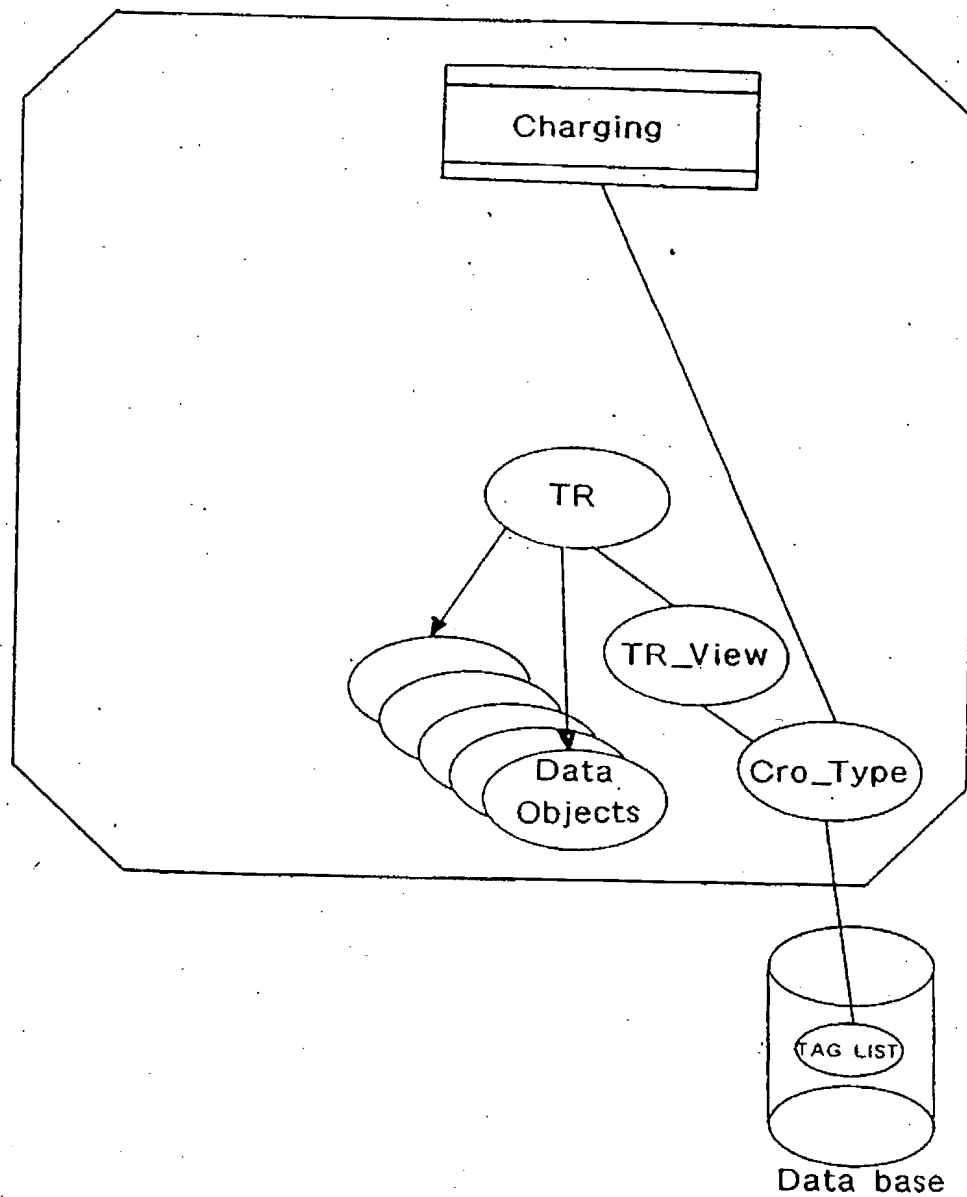 Charging
TR
TR_View
Cro_Type
Data
Objects
TAG LIST
Data base